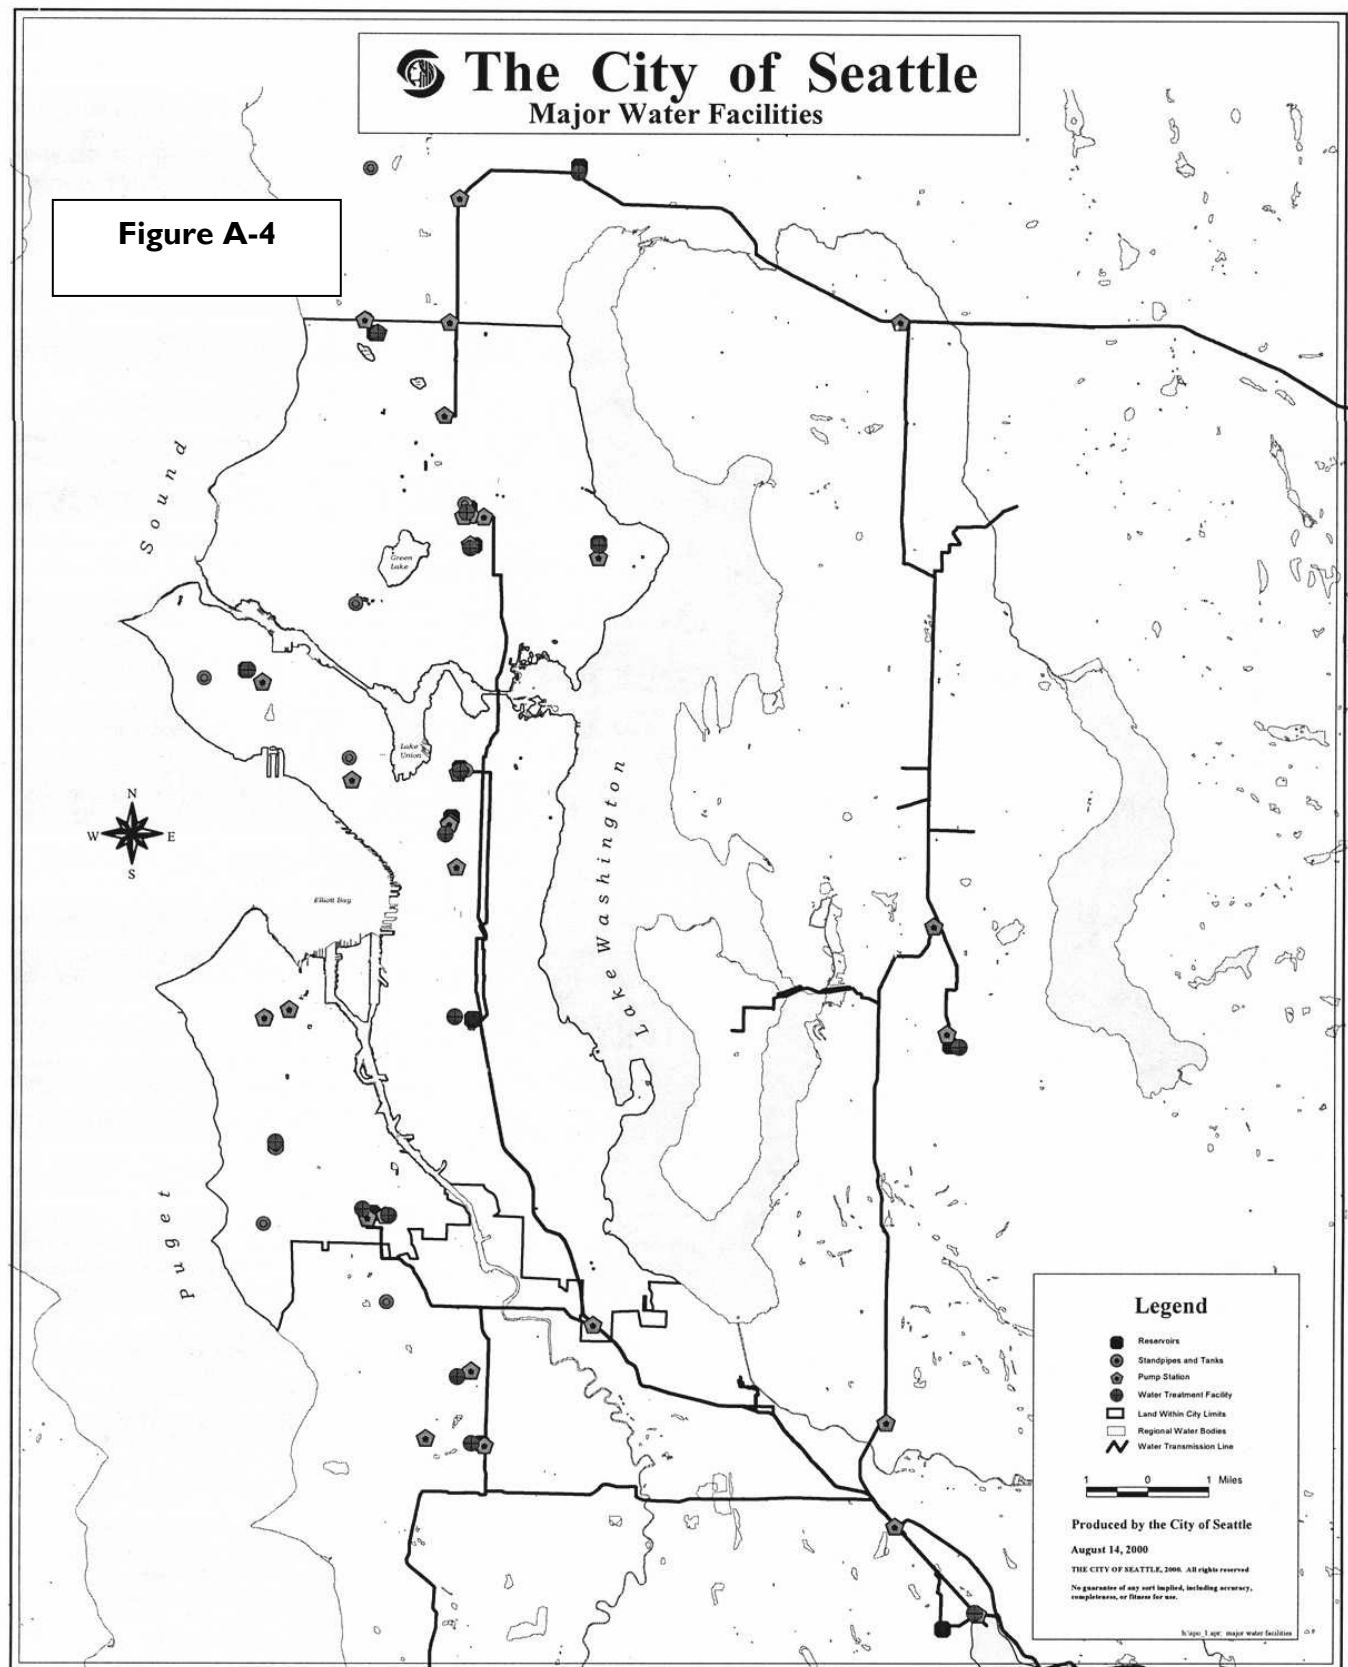 The City of Seattle
Major Water Facilities
Figure A-4
Sound
Green
Lake
Lake
Union
Lake Washington
N
W E
S
Elliott Bay
Puget
Legend
Reservoirs
Standpipes and Tanks
Pump Station
Water Treatment Facility
Land Within City Limits
Regional Water Bodies
Water Transmission Line
1 0 1 Miles
Produced by the City of Seattle
August 14, 2000
THE CITY OF SEATTLE, 2000. All rights reserved
No guarantee of any sort implied, including accuracy,
completeness, or fitness for use.
major water facilities